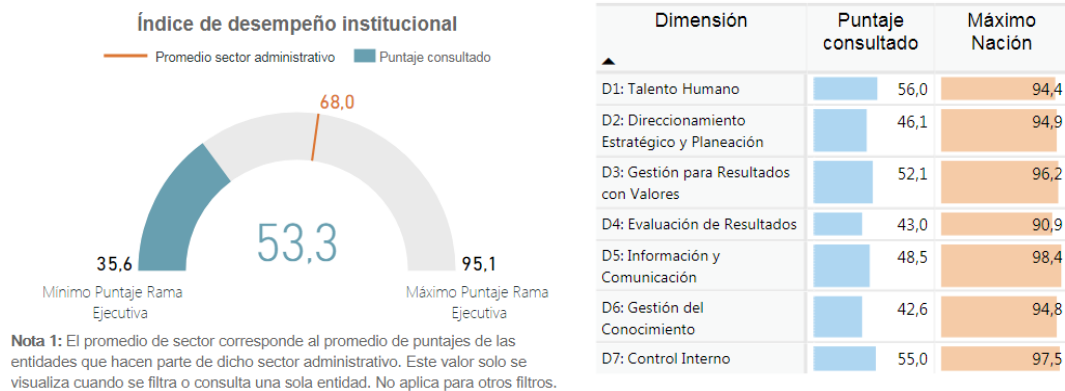 Índice de desempeño institucional
Promedio sector administrativo Puntaje consultado
68,0
53,3
35,6
Mínimo Puntaje Rama
Ejecutiva
95,1
Máximo Puntaje Rama
Ejecutiva
Nota 1: El promedio de sector corresponde al promedio de puntajes de las
entidades que hacen parte de dicho sector administrativo. Este valor solo se
visualiza cuando se filtra o consulta una sola entidad. No aplica para otros filtros.
Dimensión Puntaje consultado Máximo Nación
D1: Talento Humano 56,0 94,4
D2: Direccionamiento
Estratégico y Planeación 46,1 94,9
D3: Gestión para Resultados
con Valores 52,1 96,2
D4: Evaluación de Resultados 43,0 90,9
D5: Información y
Comunicación 48,5 98,4
D6: Gestión del
Conocimiento 42,6 94,8
D7: Control Interno 55,0 97,5